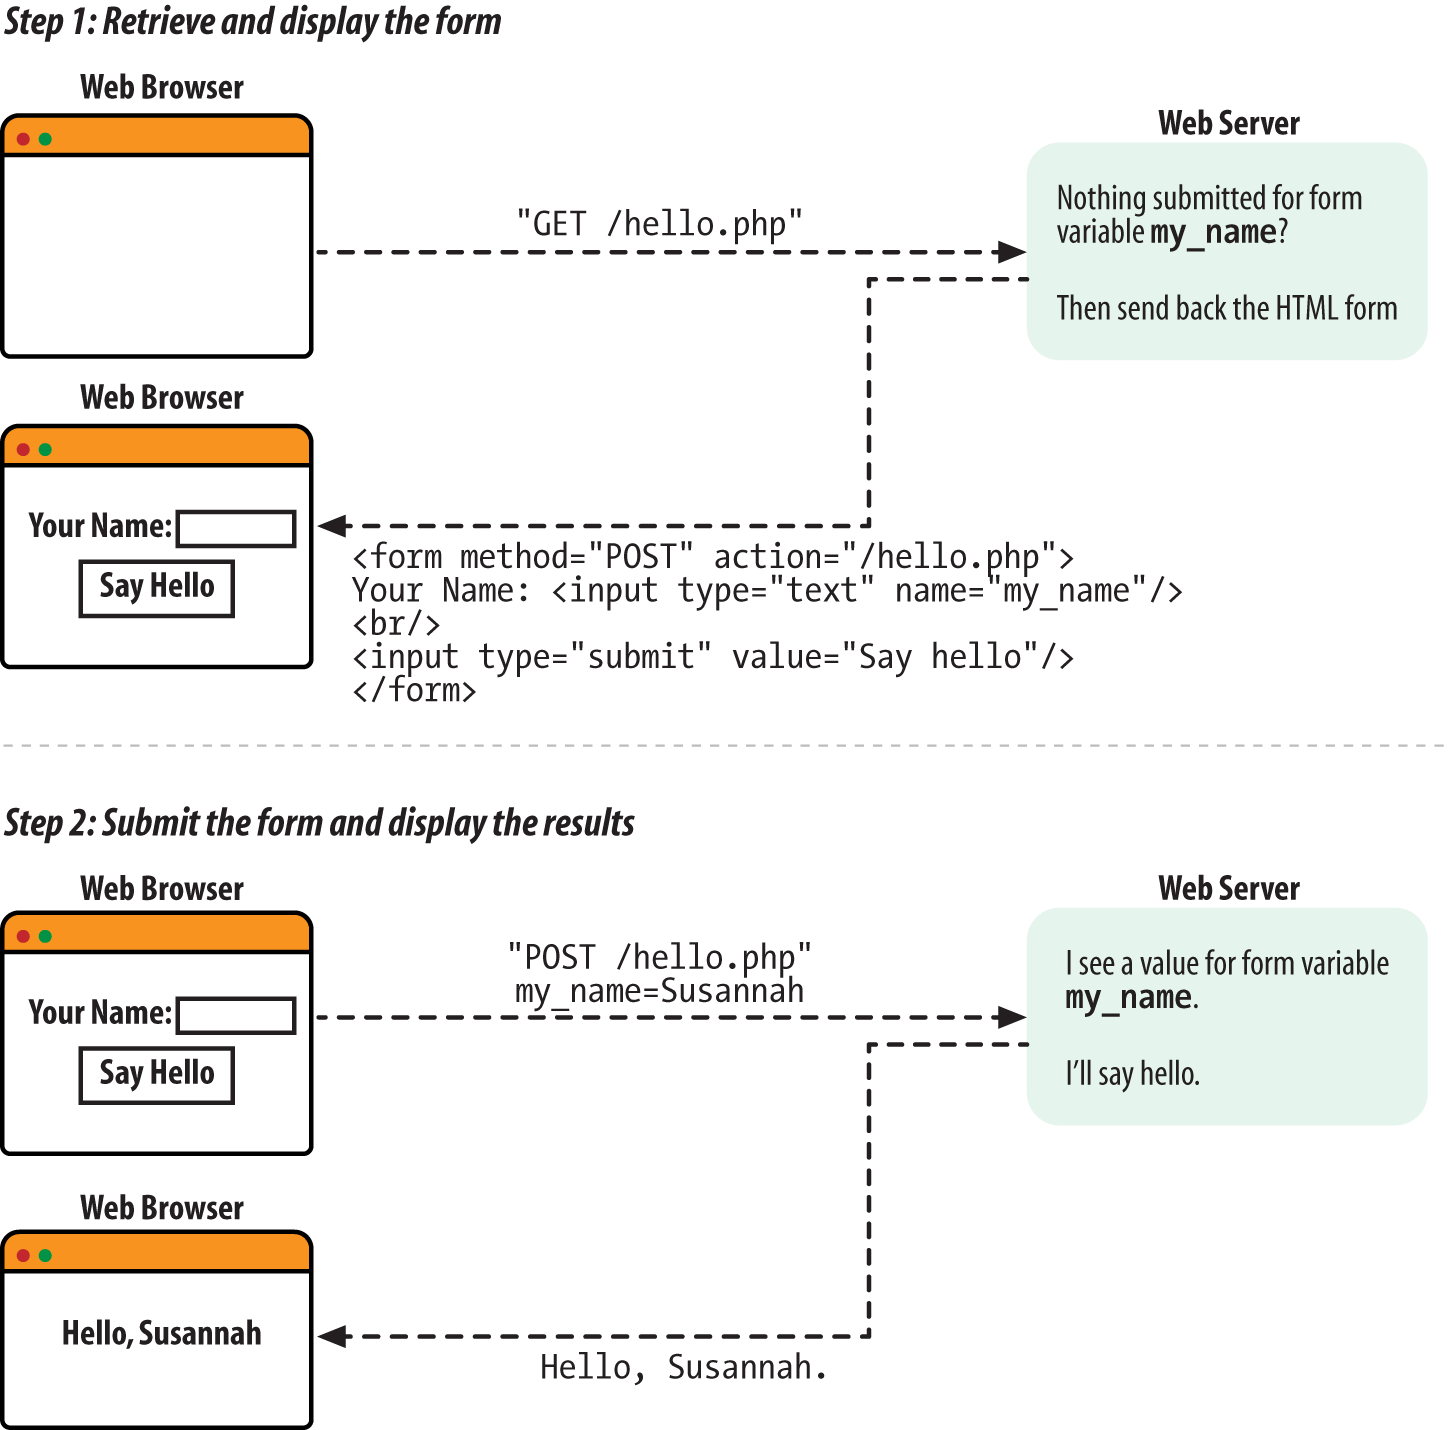 Step 1: Retrieve and display the form
Web Browser
Web Server
"GET /hello.php"
Nothing submitted for form
variable my_name?
Then send back the HTML form
Web Browser
Your Name:
Say Hello
<form method="POST" action="/hello.php">
Your Name: <input type="text" name="my_name"/>
<br/>
<input type="submit" value="Say hello"/>
</form>
Step 2: Submit the form and display the results
Web Browser
Web Server
Your Name:
Say Hello
"POST /hello.php"
my_name=Susannah
I see a value for form variable
my_name.
I’ll say hello.
Web Browser
Hello, Susannah
Hello, Susannah.